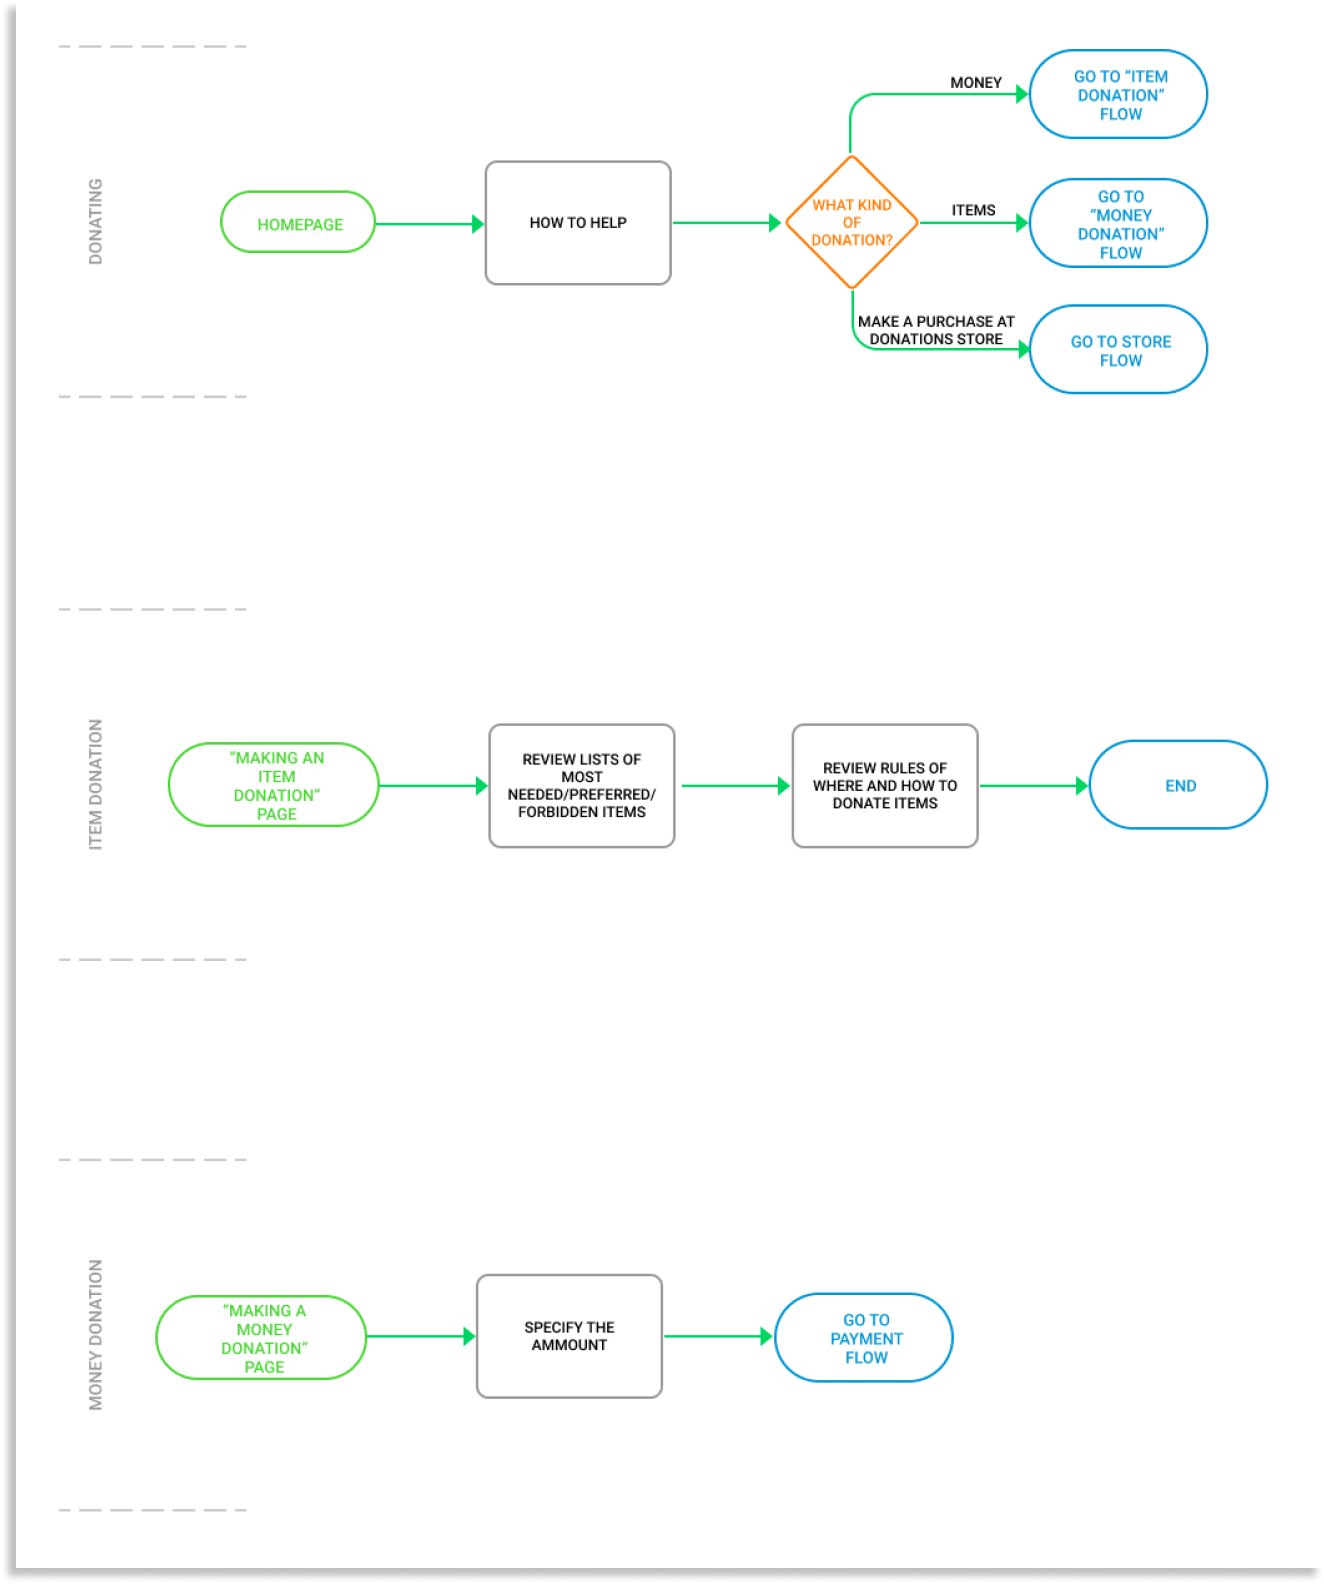 DONATING
HOMEPAGE
HOW TO HELP
WHAT KIND
OF
DONATION?
MONEY
GO TO “ITEM
DONATION”
FLOW
ITEMS
GO TO
“MONEY
DONATION”
FLOW
MAKE A PURCHASE AT
DONATIONS STORE
GO TO STORE
FLOW
ITEM DONATION
“MAKING AN
ITEM
DONATION”
PAGE
REVIEW LISTS OF
MOST
NEEDED/PREFERRED/
FORBIDDEN ITEMS
REVIEW RULES OF
WHERE AND HOW TO
DONATE ITEMS
END
MONEY DONATION
“MAKING A
MONEY
DONATION”
PAGE
SPECIFY THE
AMMOUNT
GO TO
PAYMENT
FLOW